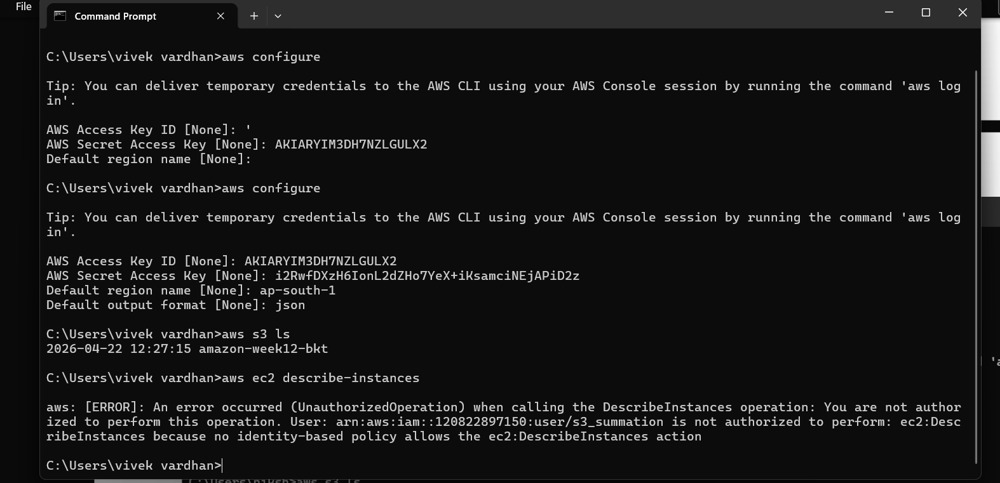 File
Command Prompt
C:\Users\vivek vardhan>aws configure
Tip: You can deliver temporary credentials to the AWS CLI using your AWS Console session by running the command 'aws log
in'.
AWS Access Key ID [None]: '
AWS Secret Access Key [None]: AKIARYIM3DH7NZLGULX2
Default region name [None]:
C:\Users\vivek vardhan>aws configure
Tip: You can deliver temporary credentials to the AWS CLI using your AWS Console session by running the command 'aws log
in'.
AWS Access Key ID [None]: AKIARYIM3DH7NZLGULX2
AWS Secret Access Key [None]: i2RwfDXzH6IonL2dZHo7YeX+iKsamciNEjAPiD2z
Default region name [None]: ap-south-1
Default output format [None]: json
C:\Users\vivek vardhan>aws s3 ls
2026-04-22 12:27:15 amazon-week12-bkt
C:\Users\vivek vardhan>aws ec2 describe-instances
aws: [ERROR]: An error occurred (UnauthorizedOperation) when calling the DescribeInstances operation: You are not author
ized to perform this operation. User: arn:aws:iam::120822897150:user/s3_summation is not authorized to perform: ec2:Desc
ribeInstances because no identity-based policy allows the ec2:DescribeInstances action
C:\Users\vivek vardhan>